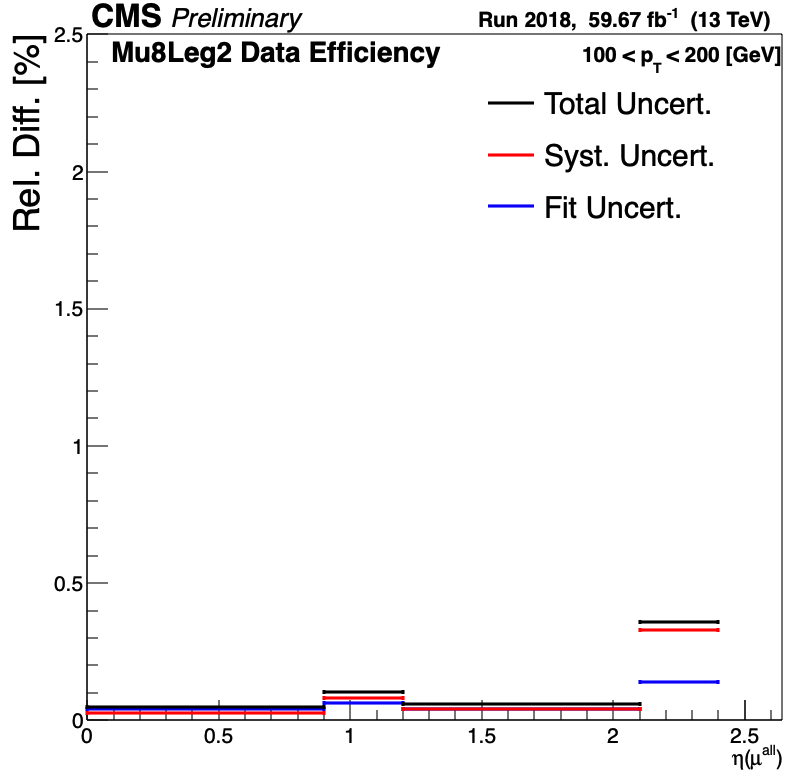 CMS Preliminary Run 2018, 59.67 fb⁻¹ (13 TeV)
Mu8Leg2 Data Efficiency 100 < p_T < 200 [GeV]
Total Uncert.
Syst. Uncert.
Fit Uncert.
Rel. Diff. [%]
2.5
2
1.5
1
0.5
0
0 0.5 1 1.5 2 2.5
η(μ^all)